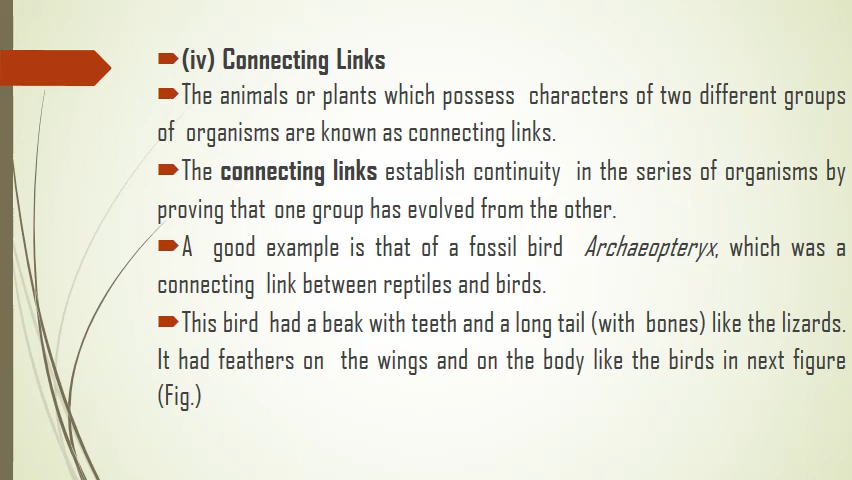 (iv) Connecting Links
The animals or plants which possess characters of two different groups
of organisms are known as connecting links.
The connecting links establish continuity in the series of organisms by
proving that one group has evolved from the other.
A good example is that of a fossil bird Archaeopteryx, which was a
connecting link between reptiles and birds.
This bird had a beak with teeth and a long tail (with bones) like the lizards.
It had feathers on the wings and on the body like the birds in next figure
(Fig.)